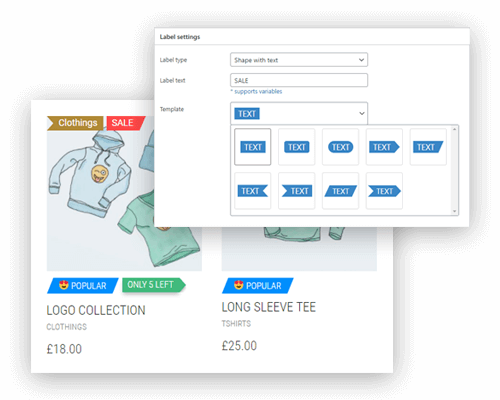 Label settings
Label type
Shape with text
Label text
SALE
* supports variables
Template
TEXT
TEXT TEXT TEXT TEXT TEXT
TEXT TEXT TEXT TEXT
Clothings SALE
POPULAR ONLY 5 LEFT
LOGO COLLECTION
CLOTHINGS
£18.00
POPULAR
LONG SLEEVE TEE
TSHIRTS
£25.00